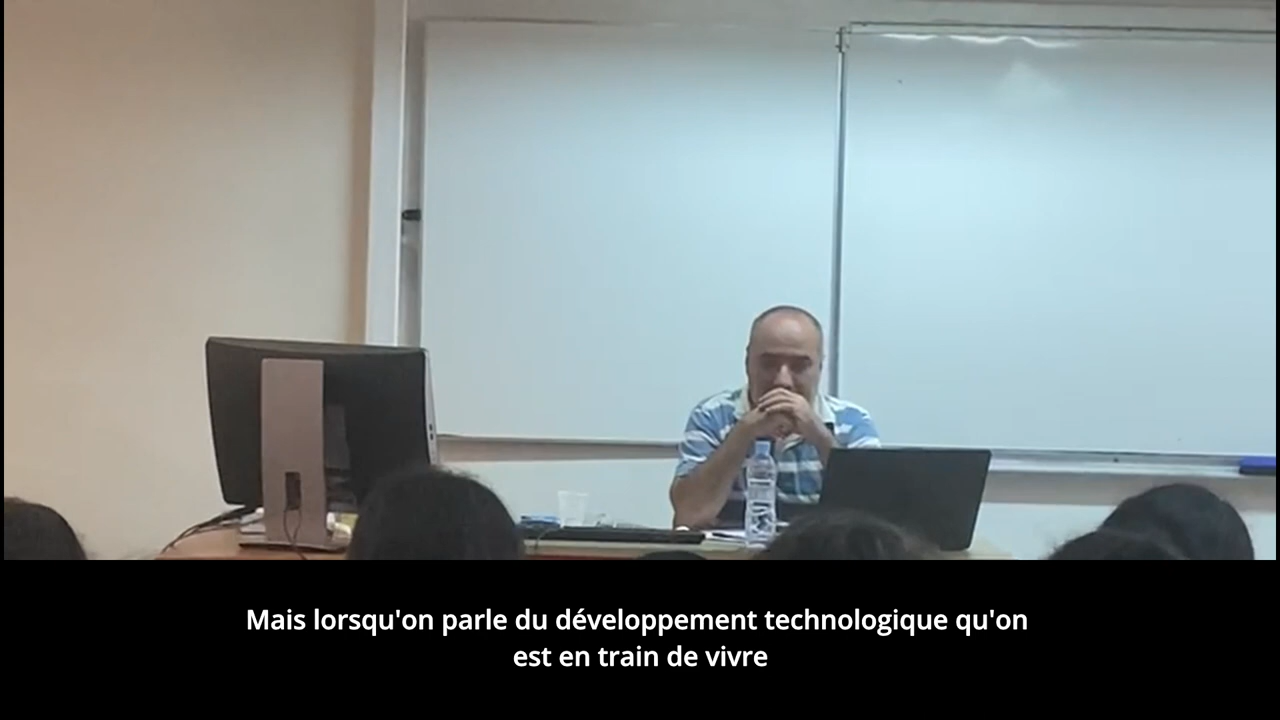 Mais lorsqu'on parle du développement technologique qu'on
est en train de vivre